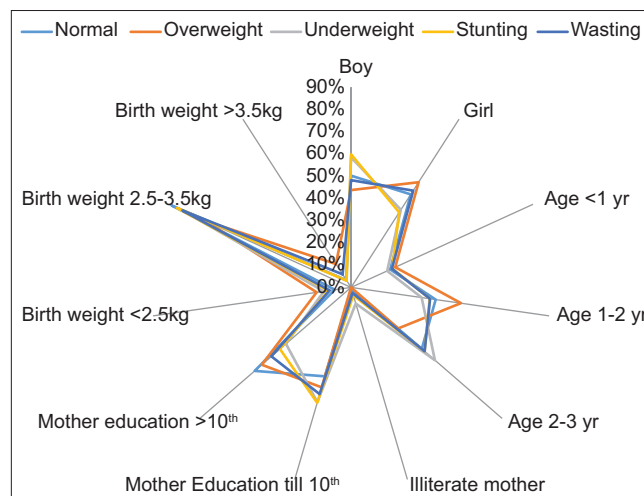 Normal Overweight Underweight Stunting Wasting
Boy
90%
80%
70%
60%
50%
40%
30%
20%
10%
0%
Girl
Age <1 yr
Age 1-2 yr
Age 2-3 yr
Illiterate mother
Mother Education till 10th
Mother education >10th
Birth weight <2.5kg
Birth weight 2.5-3.5kg
Birth weight >3.5kg